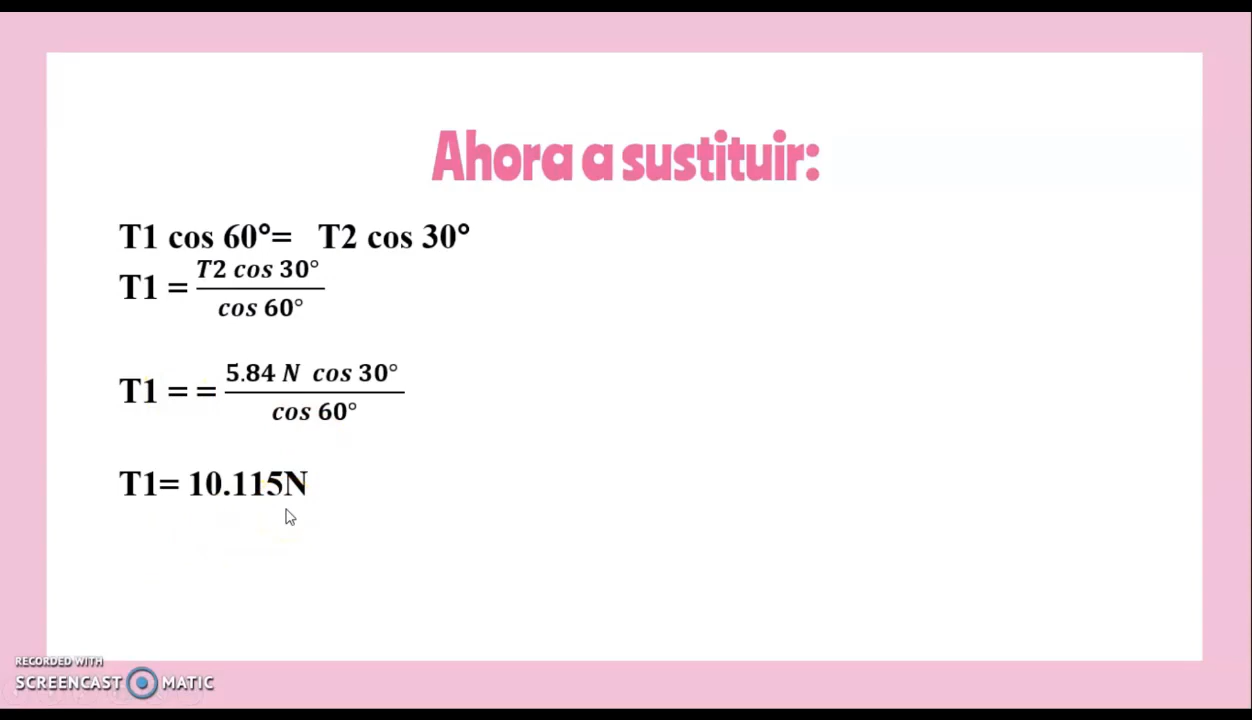 Ahora a sustituir:
T1 cos 60°= T2 cos 30°
T1 = T2 cos 30° / cos 60°
T1 = = 5.84 N cos 30° / cos 60°
T1= 10.115N
RECORDED WITH
SCREENCAST MATIC